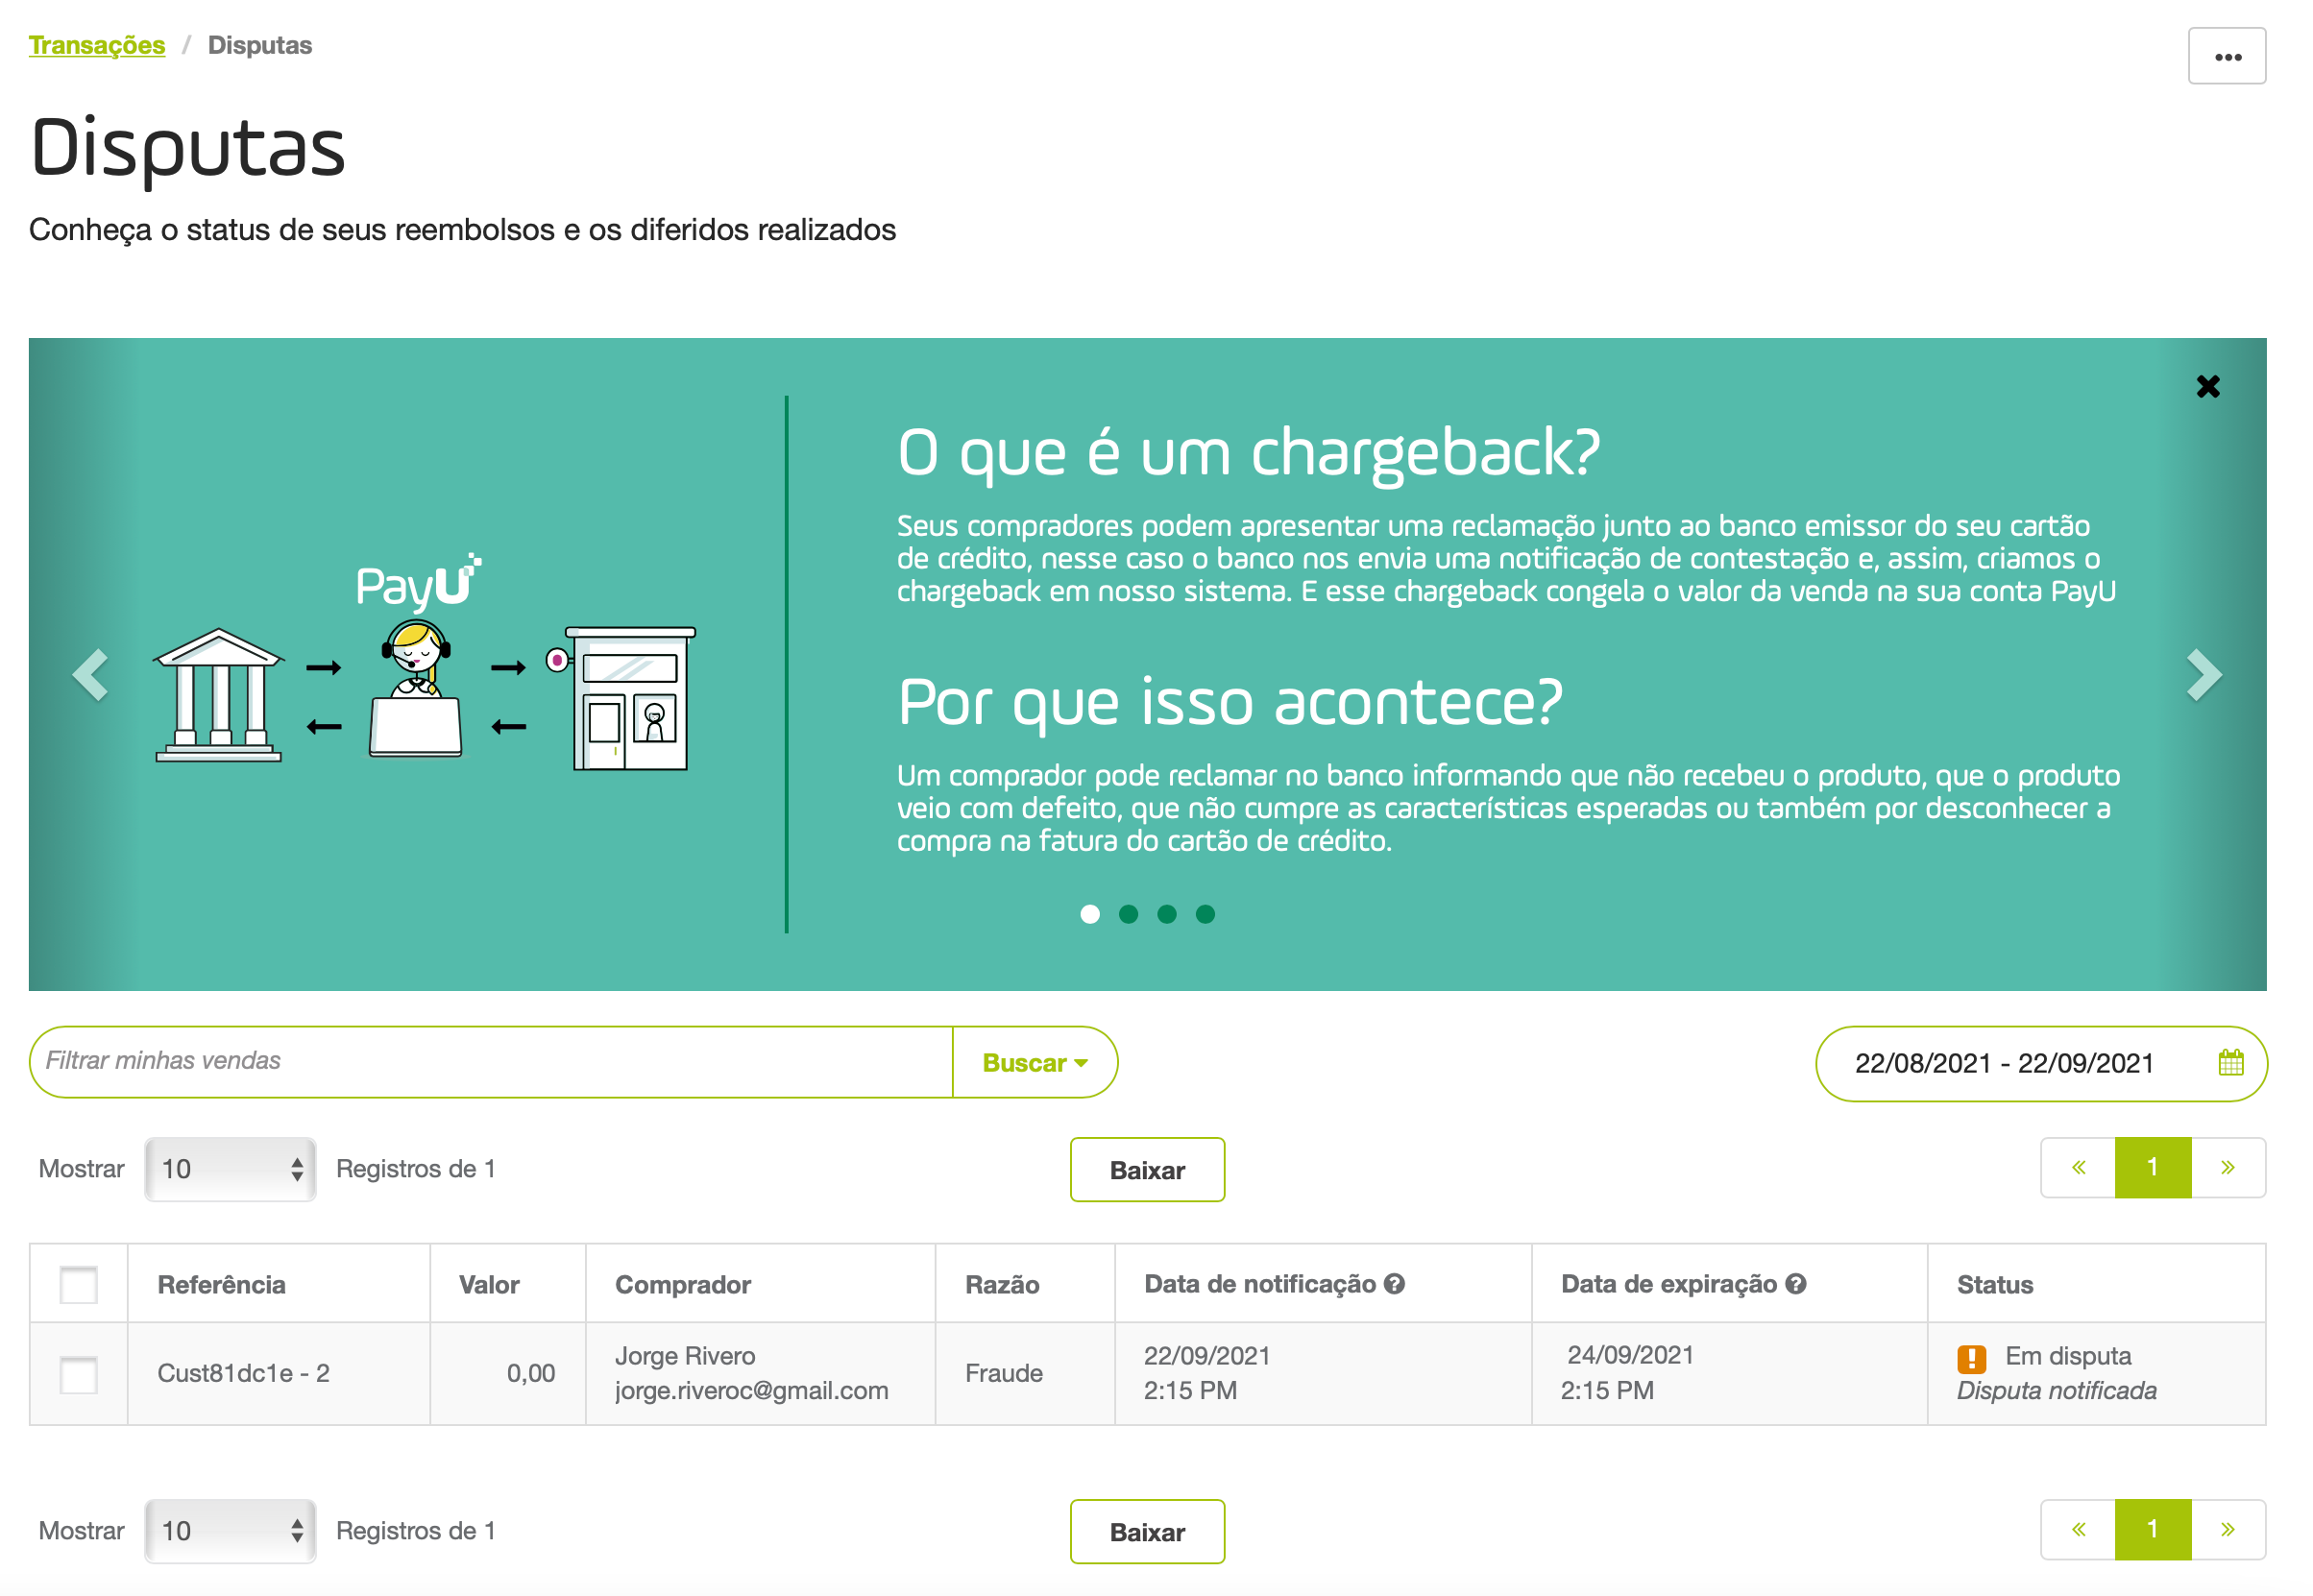 Transações / Disputas
Disputas
Conheça o status de seus reembolsos e os diferidos realizados
PayU
O que é um chargeback?
Seus compradores podem apresentar uma reclamação junto ao banco emissor do seu cartão
de crédito, nesse caso o banco nos envia uma notificação de contestação e, assim, criamos o
chargeback em nosso sistema. E esse chargeback congela o valor da venda na sua conta PayU
Por que isso acontece?
Um comprador pode reclamar no banco informando que não recebeu o produto, que o produto
veio com defeito, que não cumpre as características esperadas ou também por desconhecer a
compra na fatura do cartão de crédito.
Filtrar minhas vendas Buscar 22/08/2021 - 22/09/2021
Mostrar 10 Registros de 1 Baixar « 1 »
Referência Valor Comprador Razão Data de notificação Data de expiração Status
Cust81dc1e - 2 0,00 Jorge Rivero Fraude 22/09/2021 24/09/2021 Em disputa
jorge.riveroc@gmail.com 2:15 PM 2:15 PM Disputa notificada
Mostrar 10 Registros de 1 Baixar « 1 »